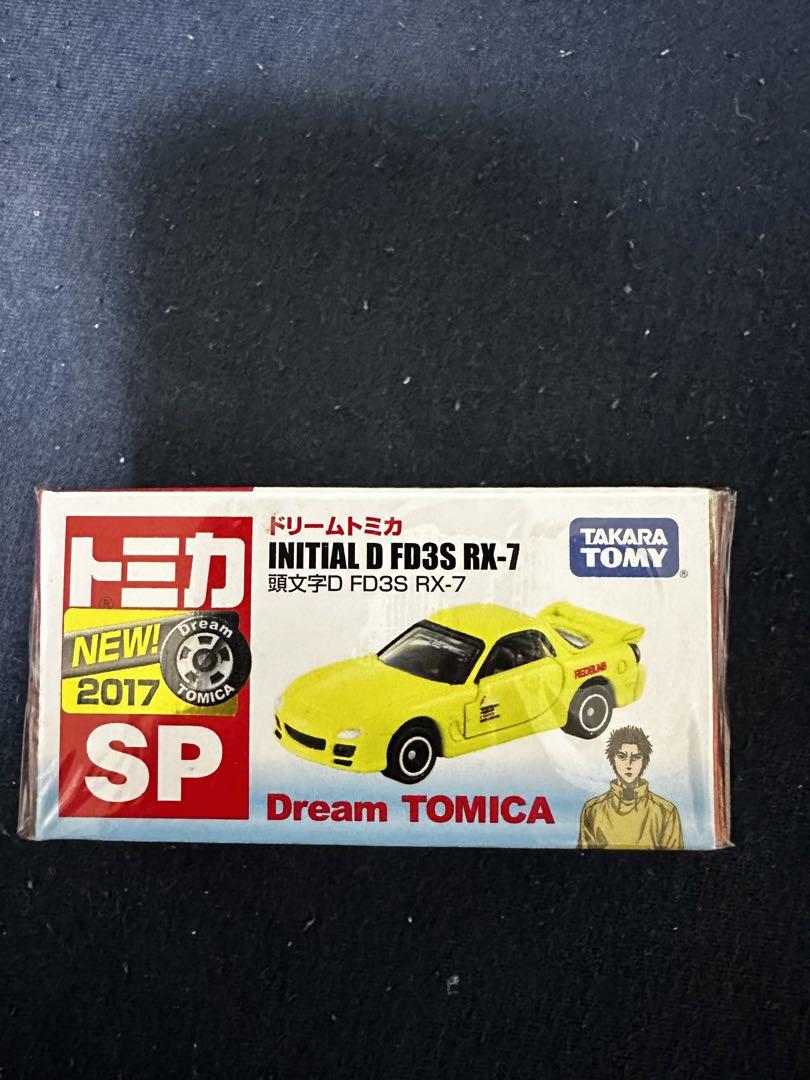 トミカ
®
NEW!
2017
Dream
TOMICA
SP
ドリームトミカ
INITIAL D FD3S RX-7
頭文字D FD3S RX-7
TAKARA
TOMY
®
REDSUNS
Dream TOMICA